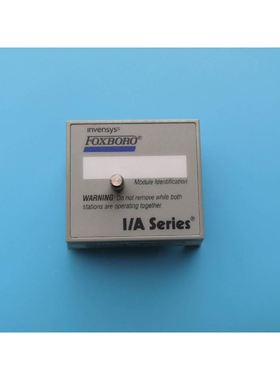 invensys®
FOXBORO®
Module Identification
WARNING: Do not remove while both
stations are operating together.
I/A Series®